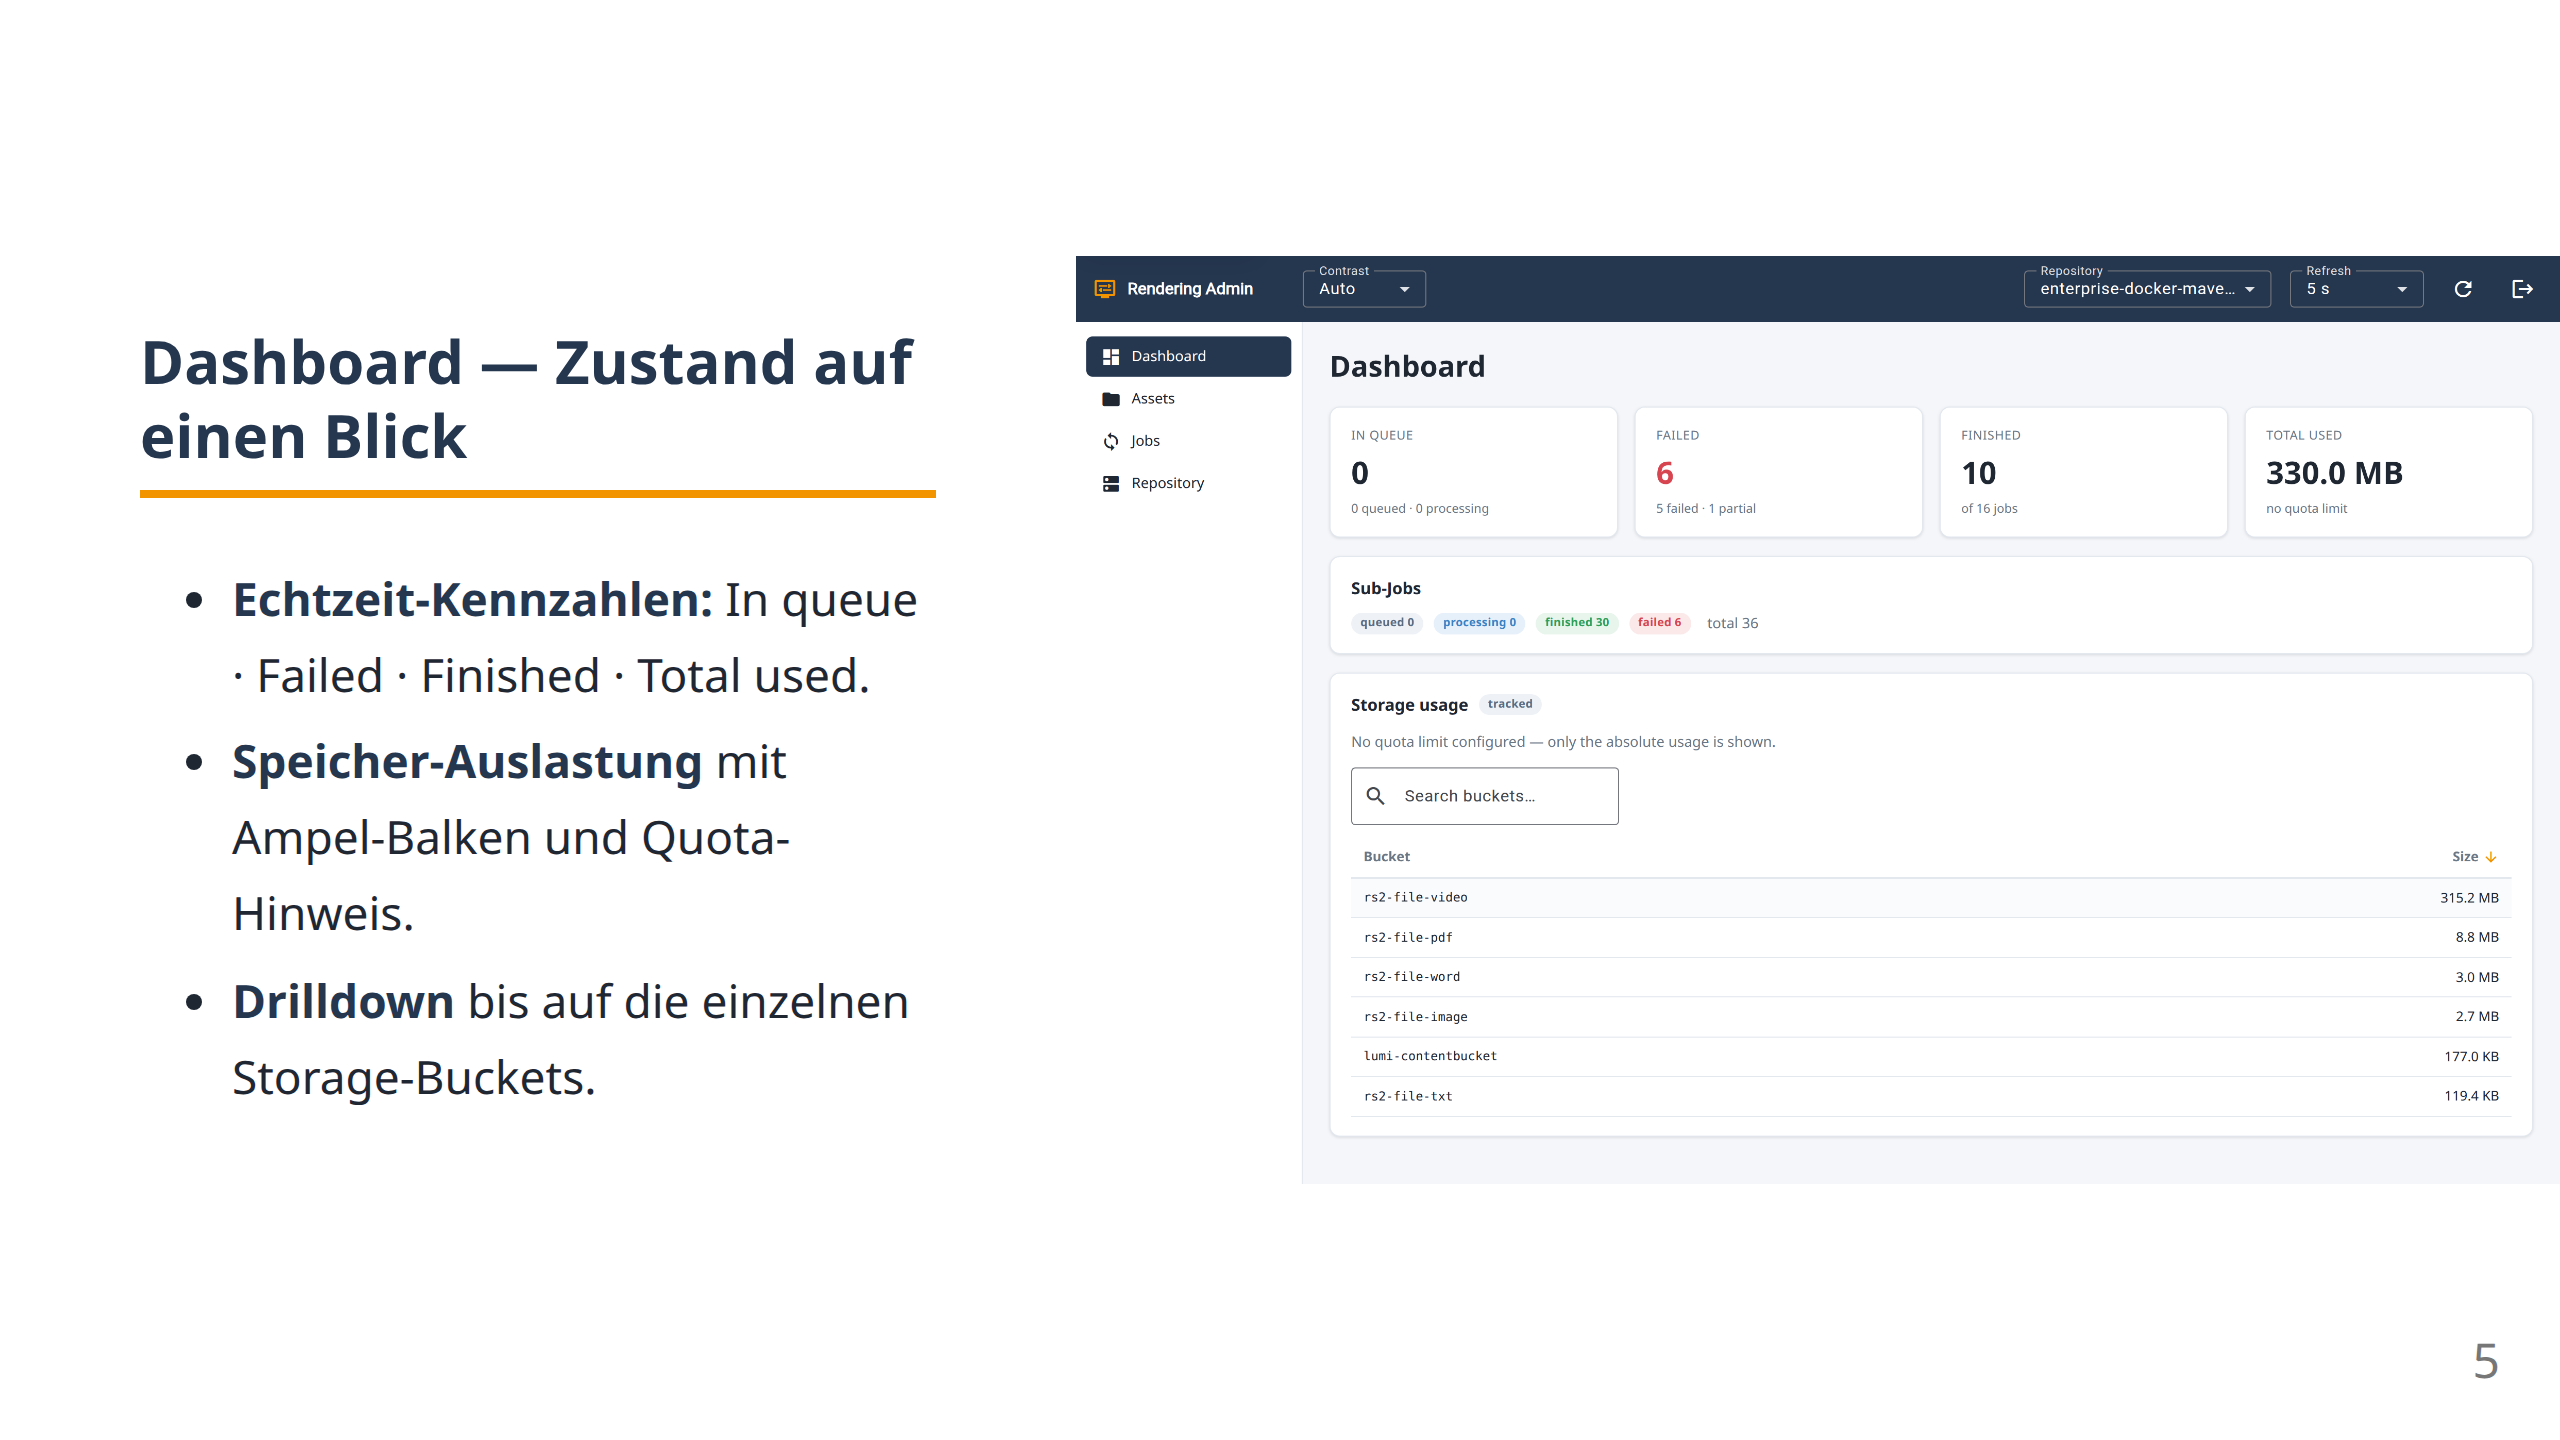 Dashboard — Zustand auf
einen Blick
Echtzeit-Kennzahlen: In queue
· Failed · Finished · Total used.
Speicher-Auslastung mit
Ampel-Balken und Quota-
Hinweis.
Drilldown bis auf die einzelnen
Storage-Buckets.
Rendering Admin
Contrast
Auto
Repository
enterprise-docker-mave…
Refresh
5 s
Dashboard
Assets
Jobs
Repository
Dashboard
IN QUEUE
0
0 queued · 0 processing
FAILED
6
5 failed · 1 partial
FINISHED
10
of 16 jobs
TOTAL USED
330.0 MB
no quota limit
Sub-Jobs
queued 0 processing 0 finished 30 failed 6 total 36
Storage usage tracked
No quota limit configured — only the absolute usage is shown.
Search buckets…
Bucket Size
rs2-file-video 315.2 MB
rs2-file-pdf 8.8 MB
rs2-file-word 3.0 MB
rs2-file-image 2.7 MB
lumi-contentbucket 177.0 KB
rs2-file-txt 119.4 KB
5